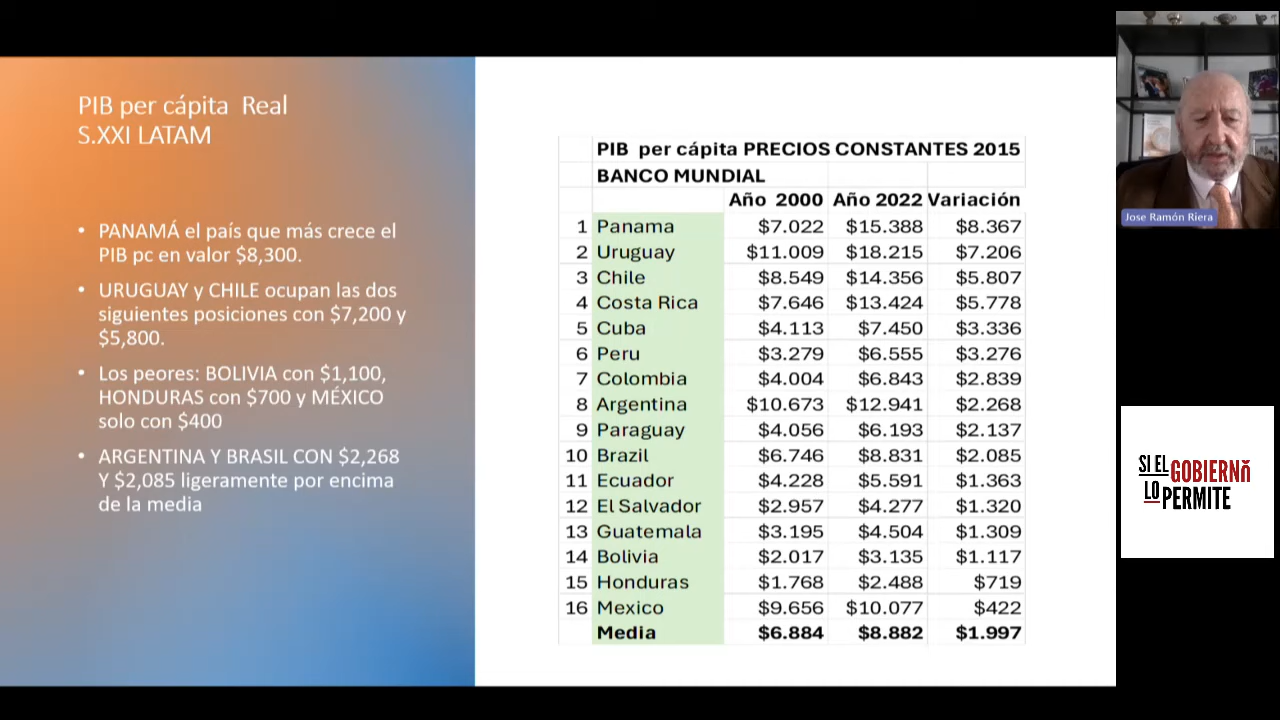 PIB per cápita Real
S.XXI LATAM
• PANAMÁ el país que más crece el
PIB pc en valor $8,300.
• URUGUAY y CHILE ocupan las dos
siguientes posiciones con $7,200 y
$5,800.
• Los peores: BOLIVIA con $1,100,
HONDURAS con $700 y MÉXICO
solo con $400
• ARGENTINA Y BRASIL CON $2,268
Y $2,085 ligeramente por encima
de la media
PIB per cápita PRECIOS CONSTANTES 2015
BANCO MUNDIAL
Año 2000 Año 2022 Variación
1 Panama $7.022 $15.388 $8.367
2 Uruguay $11.009 $18.215 $7.206
3 Chile $8.549 $14.356 $5.807
4 Costa Rica $7.646 $13.424 $5.778
5 Cuba $4.113 $7.450 $3.336
6 Peru $3.279 $6.555 $3.276
7 Colombia $4.004 $6.843 $2.839
8 Argentina $10.673 $12.941 $2.268
9 Paraguay $4.056 $6.193 $2.137
10 Brazil $6.746 $8.831 $2.085
11 Ecuador $4.228 $5.591 $1.363
12 El Salvador $2.957 $4.277 $1.320
13 Guatemala $3.195 $4.504 $1.309
14 Bolivia $2.017 $3.135 $1.117
15 Honduras $1.768 $2.488 $719
16 Mexico $9.656 $10.077 $422
Media $6.884 $8.882 $1.997
Jose Ramón Riera
SI EL GOBIERNO
LO PERMITE